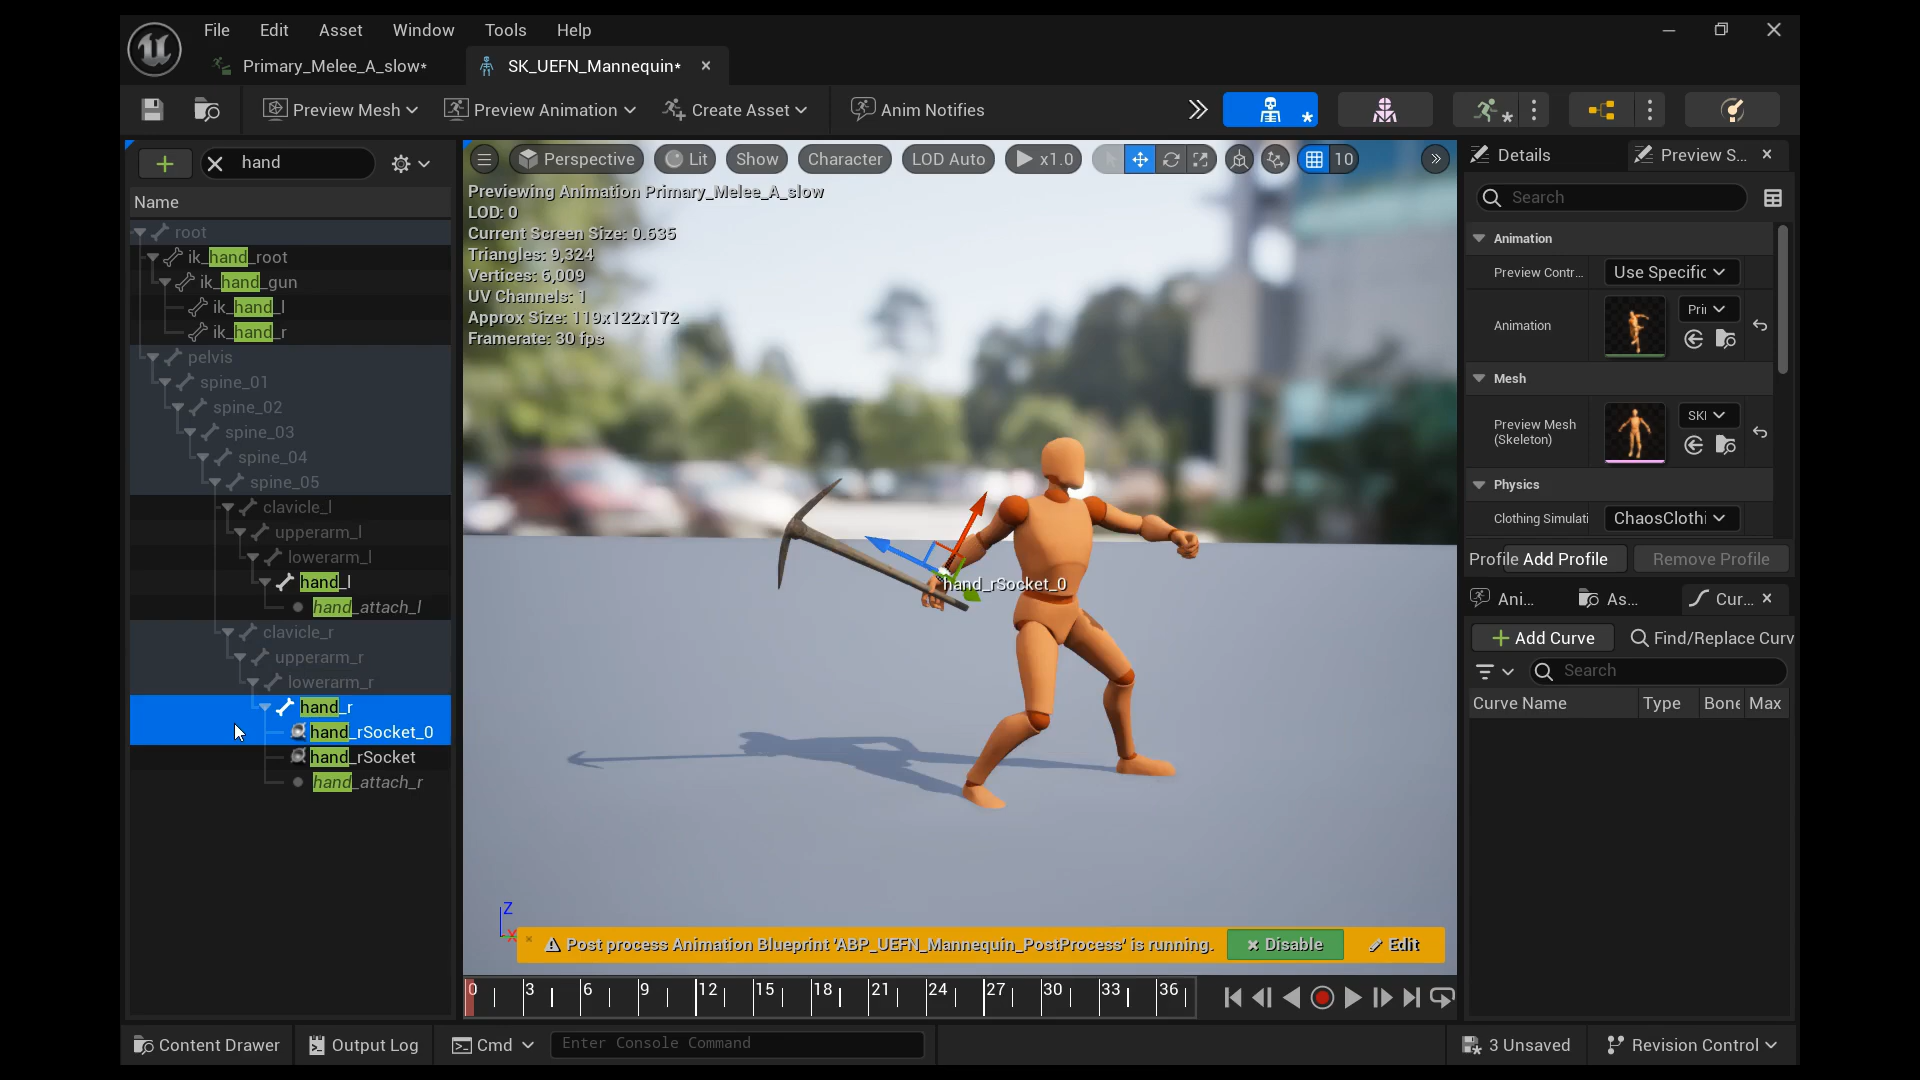 File Edit Asset Window Tools Help
Primary_Melee_A_slow*
SK_UEFN_Mannequin*
Preview Mesh
Preview Animation
Create Asset
Anim Notifies
hand
Name
root
ik_hand_root
ik_hand_gun
ik_hand_l
ik_hand_r
pelvis
spine_01
spine_02
spine_03
spine_04
spine_05
clavicle_l
upperarm_l
lowerarm_l
hand_l
hand_attach_l
clavicle_r
upperarm_r
lowerarm_r
hand_r
hand_rSocket_0
hand_rSocket
hand_attach_r
Perspective Lit Show Character LOD Auto x1.0 10
Previewing Animation Primary_Melee_A_slow
LOD: 0
Current Screen Size: 0.635
Triangles: 9,324
Vertices: 6,009
UV Channels: 1
Approx Size: 119x122x172
Framerate: 30 fps
hand_rSocket_0
Z
X
Post process Animation Blueprint 'ABP_UEFN_Mannequin_PostProcess' is running.
Disable
Edit
0 3 6 9 12 15 18 21 24 27 30 33 36
Details
Preview S...
Search
Animation
Preview Contr...
Use Specific
Animation
Pri
Mesh
Preview Mesh
(Skeleton)
SKI
Physics
Clothing Simulati
ChaosClothi
Profile Add Profile Remove Profile
Ani... As... Cur...
Add Curve
Find/Replace Curv
Search
Curve Name Type Bone Max
Content Drawer Output Log Cmd Enter Console Command 3 Unsaved Revision Control